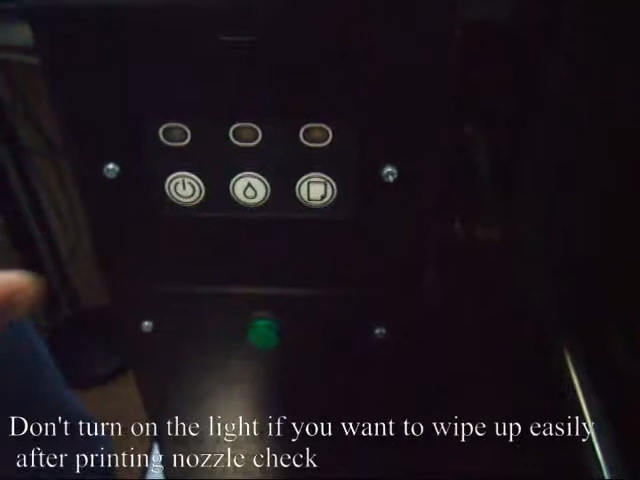 Don't turn on the light if you want to wipe up easily
after printing nozzle check